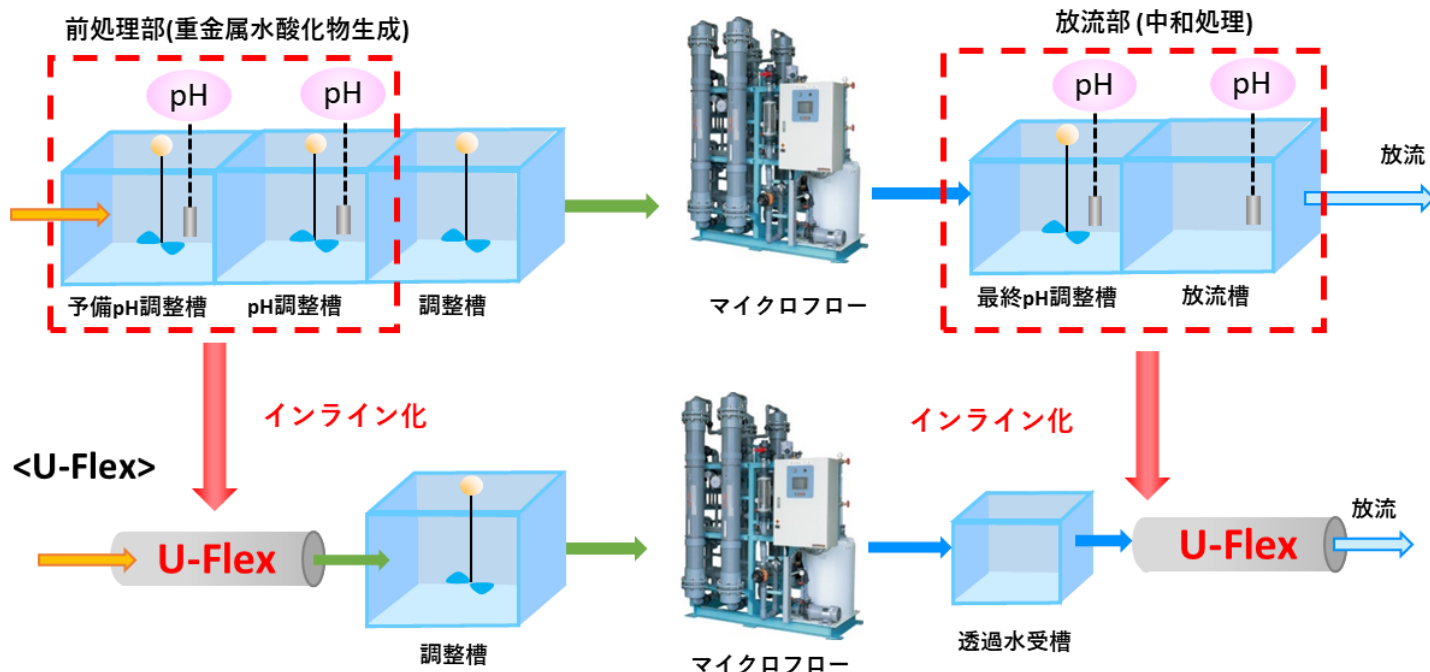 前処理部(重金属水酸化物生成)
放流部 (中和処理)
pH
pH
pH
pH
放流
予備pH調整槽
pH調整槽
調整槽
マイクロフロー
最終pH調整槽
放流槽
インライン化
インライン化
<U-Flex>
U-Flex
U-Flex
放流
調整槽
マイクロフロー
透過水受槽